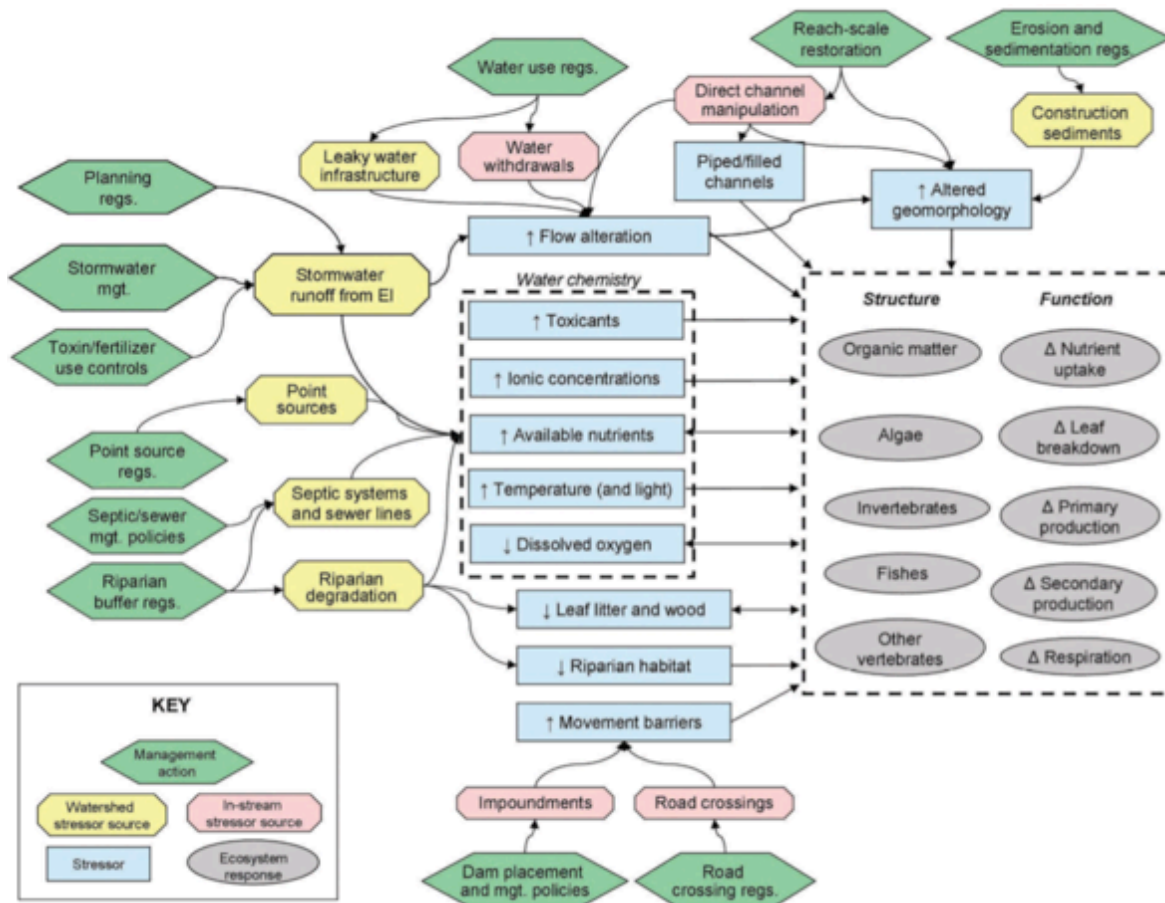 Reach-scale
restoration
Erosion and
sedimentation regs.
Water use regs.
Direct channel
manipulation
Construction
sediments
Leaky water
infrastructure
Water
withdrawals
Piped/filled
channels
↑ Altered
geomorphology
Planning
regs.
↑ Flow alteration
Stormwater
mgt.
Stormwater
runoff from EI
Water chemistry
Structure
Function
↑ Toxicants
Toxin/fertilizer
use controls
Organic matter
Δ Nutrient
uptake
↑ Ionic concentrations
Point
sources
↑ Available nutrients
Algae
Δ Leaf
breakdown
Point source
regs.
↑ Temperature (and light)
Septic systems
and sewer lines
Invertebrates
Δ Primary
production
Septic/sewer
mgt. policies
↓ Dissolved oxygen
Fishes
Riparian
buffer regs.
Riparian
degradation
Δ Secondary
production
↓ Leaf litter and wood
Other
vertebrates
Δ Respiration
↓ Riparian habitat
↑ Movement barriers
KEY
Management
action
Watershed
stressor source
In-stream
stressor source
Stressor
Ecosystem
response
Impoundments
Road crossings
Dam placement
and mgt. policies
Road
crossing regs.